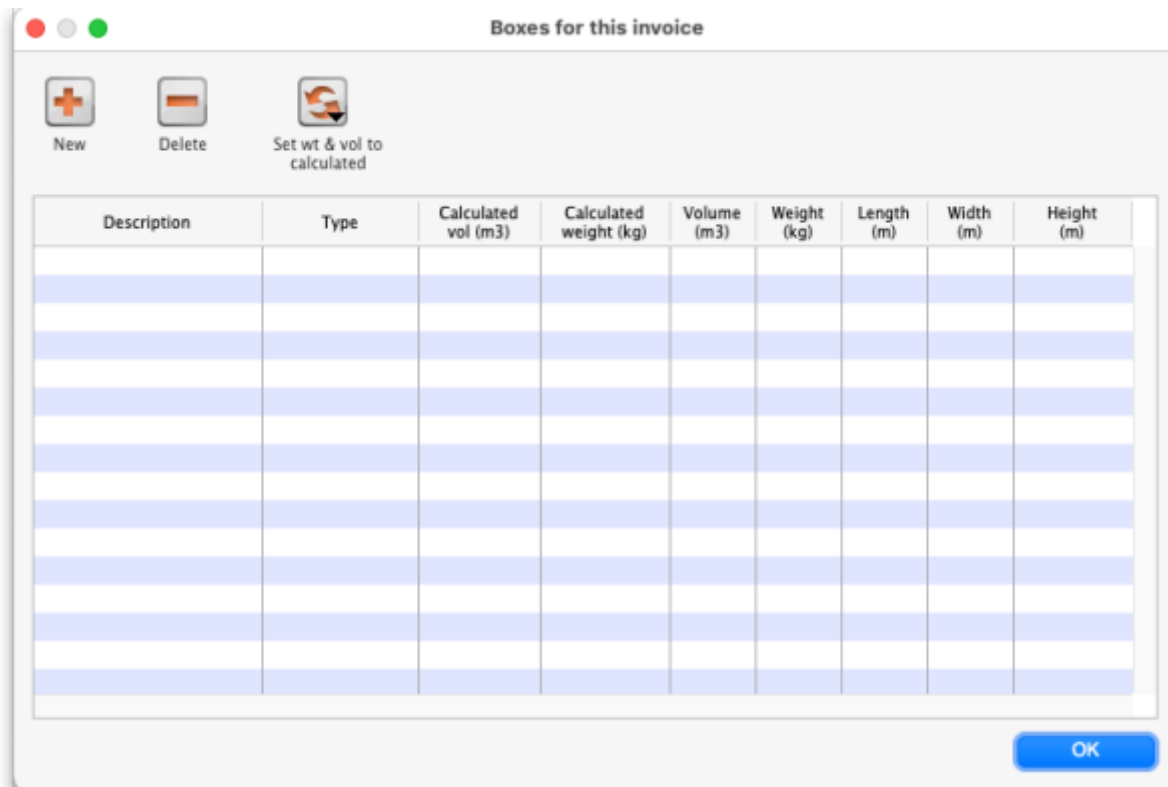 Boxes for this invoice
New
Delete
Set wt & vol to
calculated
Description
Type
Calculated
vol (m3)
Calculated
weight (kg)
Volume
(m3)
Weight
(kg)
Length
(m)
Width
(m)
Height
(m)
OK